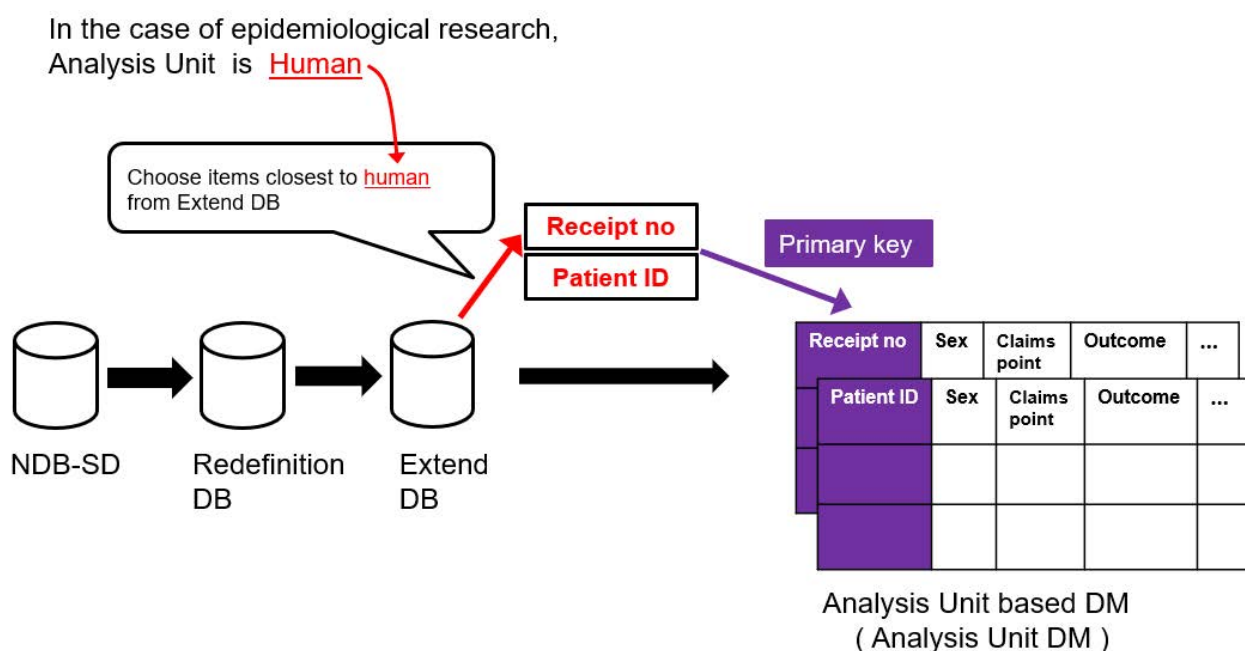 In the case of epidemiological research,
Analysis Unit is Human
Choose items closest to human
from Extend DB
Receipt no
Patient ID
Primary key
NDB-SD
Redefinition
DB
Extend
DB
Receipt no Sex Claims point Outcome ...
Patient ID Sex Claims point Outcome ...
Analysis Unit based DM
( Analysis Unit DM )